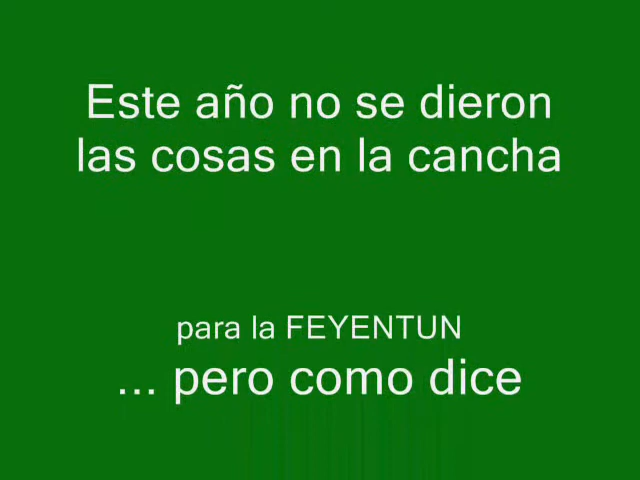 Este año no se dieron
las cosas en la cancha
para la FEYENTUN
... pero como dice